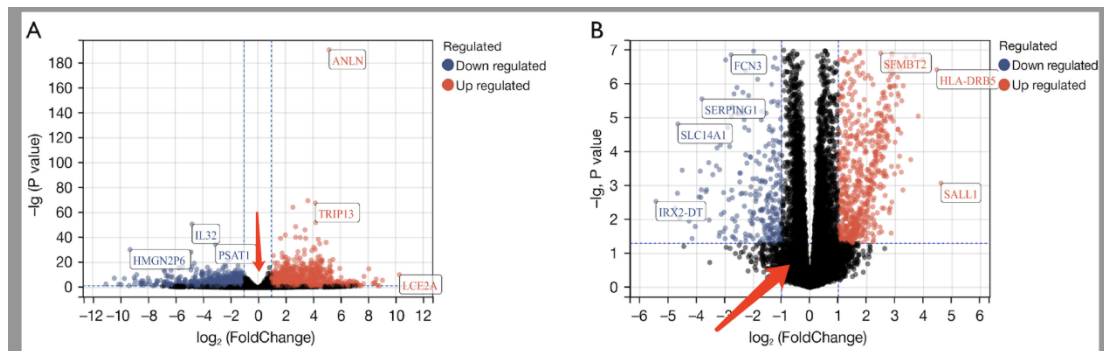 A
ANLN
TRIP13
IL32
PSAT1
HMGN2P6
LCE2A
180
160
140
120
100
80
60
40
20
0
–lg (P value)
−12 −10 −8 −6 −4 −2 0 2 4 6 8 10 12
log₂ (FoldChange)
Regulated
Down regulated
Up regulated
B
FCN3
SFMBT2
HLA-DRB5
SERPING1
SLC14A1
SALL1
IRX2-DT
7
6
5
4
3
2
1
0
–lg, P value
−6 −5 −4 −3 −2 −1 0 1 2 3 4 5 6
log₂ (FoldChange)
Regulated
Down regulated
Up regulated